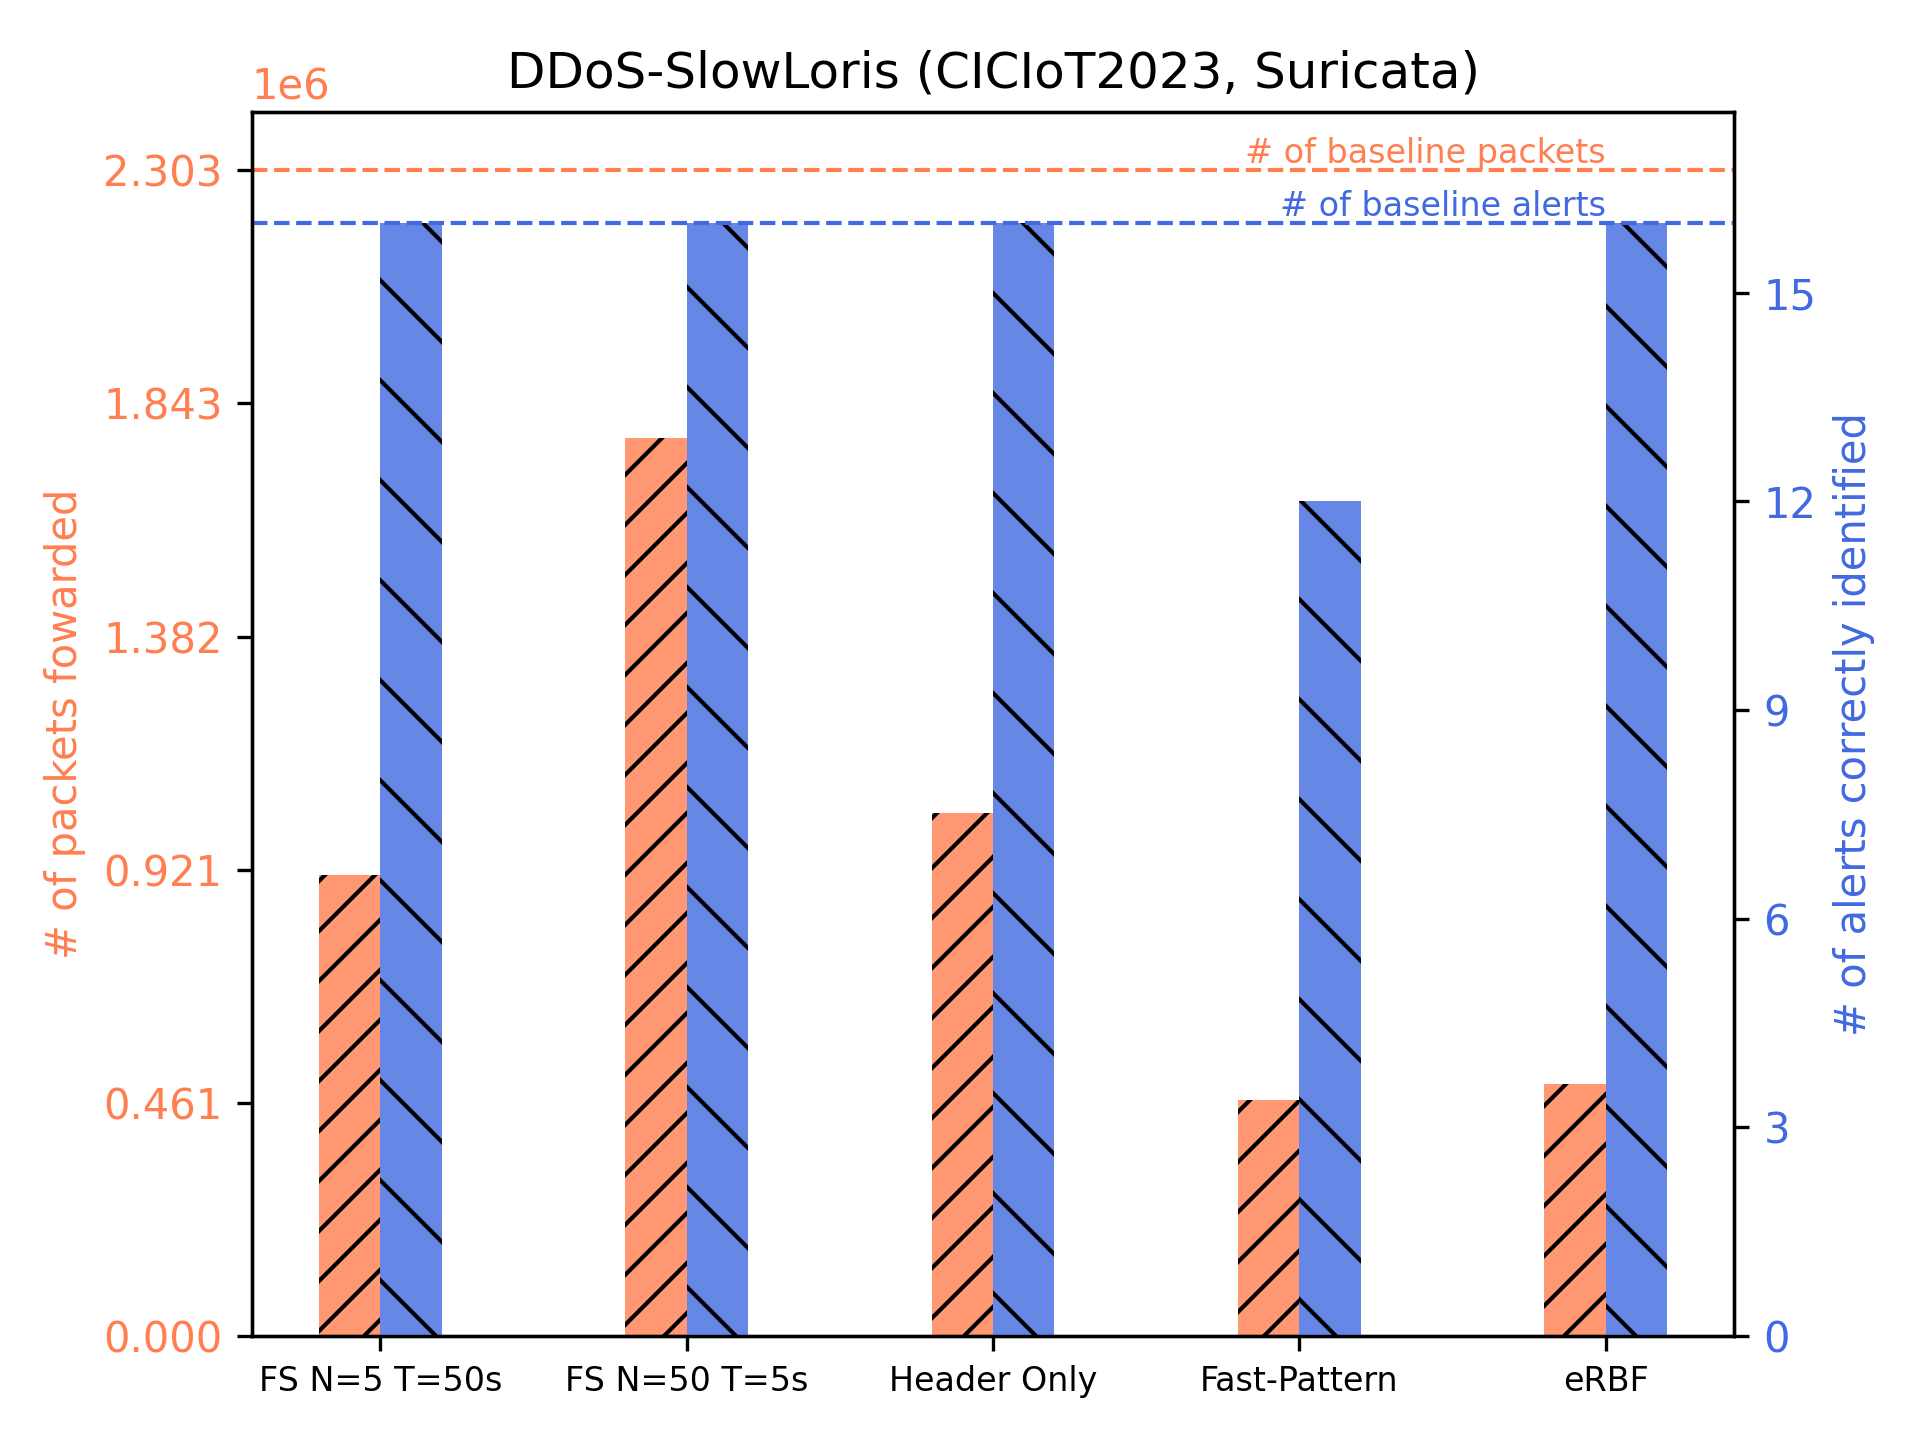 DDoS-SlowLoris (CICIoT2023, Suricata)
1e6
# of baseline packets
# of baseline alerts
2.303
1.843
1.382
0.921
0.461
0.000
# of packets fowarded
15
12
9
6
3
0
# of alerts correctly identified
FS N=5 T=50s
FS N=50 T=5s
Header Only
Fast-Pattern
eRBF